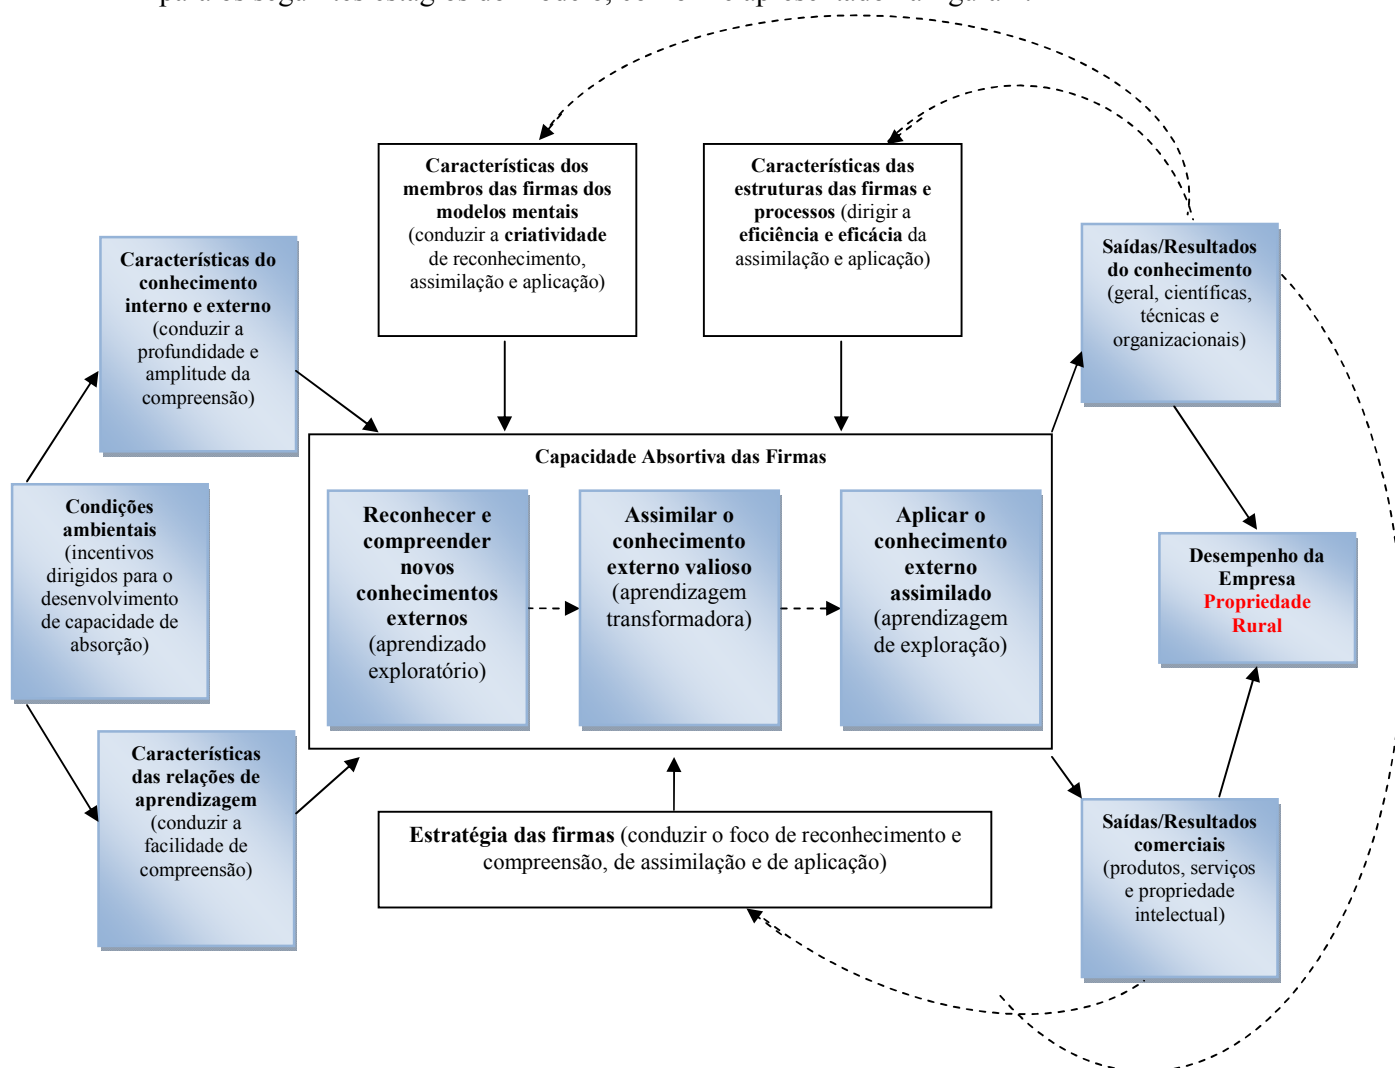 Características dos
membros das firmas dos
modelos mentais
(conduzir a criatividade
de reconhecimento,
assimilação e aplicação)
Características das
estruturas das firmas e
processos (dirigir a
eficiência e eficácia da
assimilação e aplicação)
Características do
conhecimento
interno e externo
(conduzir a
profundidade e
amplitude da
compreensão)
Saídas/Resultados
do conhecimento
(geral, científicas,
técnicas e
organizacionais)
Condições
ambientais
(incentivos
dirigidos para o
desenvolvimento
de capacidade de
absorção)
Capacidade Absortiva das Firmas
Reconhecer e
compreender
novos
conhecimentos
externos
(aprendizado
exploratório)
Assimilar o
conhecimento
externo valioso
(aprendizagem
transformadora)
Aplicar o
conhecimento
externo
assimilado
(aprendizagem
de exploração)
Desempenho da
Empresa
Propriedade
Rural
Características
das relações de
aprendizagem
(conduzir a
facilidade de
compreensão)
Estratégia das firmas (conduzir o foco de reconhecimento e
compreensão, de assimilação e de aplicação)
Saídas/Resultados
comerciais
(produtos, serviços
e propriedade
intelectual)